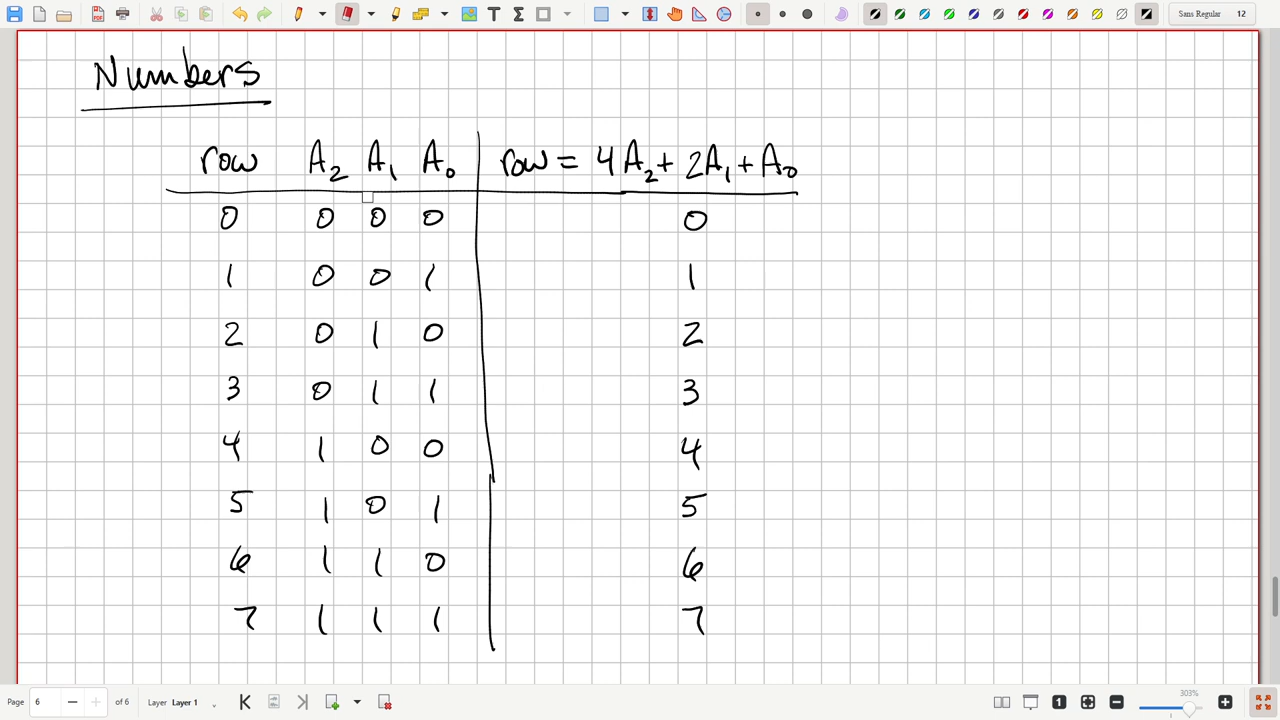 Sans Regular 12
Numbers
row A₂ A₁ A₀ row = 4A₂ + 2A₁ + A₀
0 0 0 0 0
1 0 0 1 1
2 0 1 0 2
3 0 1 1 3
4 1 0 0 4
5 1 0 1 5
6 1 1 0 6
7 1 1 1 7
Page 6 of 6 Layer Layer 1 303%